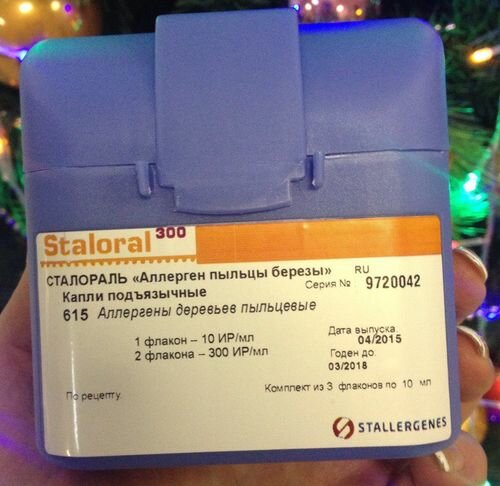 Staloral 300
СТАЛОРАЛЬ «Аллерген пыльцы березы» RU
Капли подъязычные Серия № 9720042
615 Аллергены деревьев пыльцевые
1 флакон – 10 ИР/мл
2 флакона – 300 ИР/мл
Дата выпуска
04/2015
Годен до:
03/2018
По рецепту.
Комплект из 3 флаконов по 10 мл
STALLERGENES